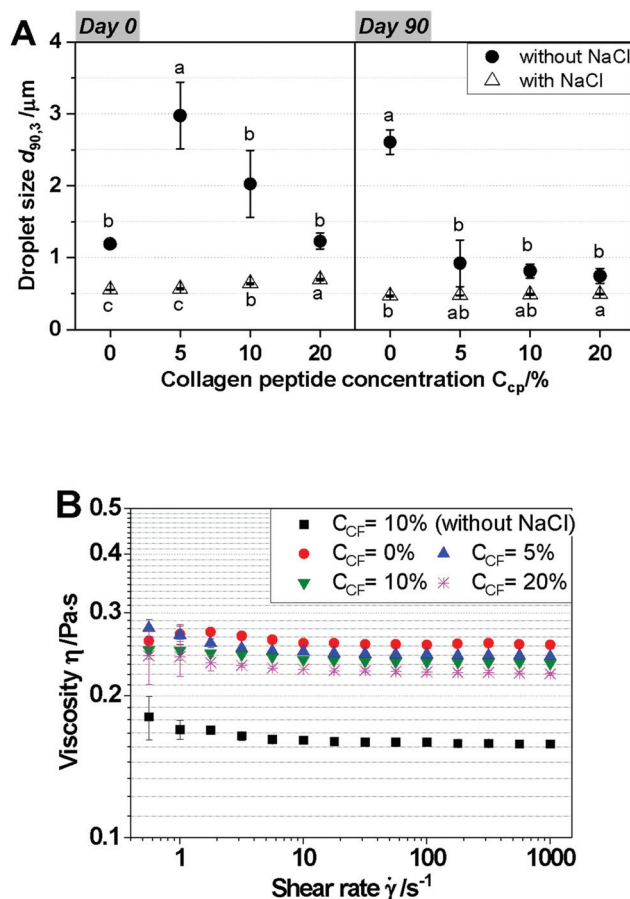 A
Day 0
Day 90
without NaCl
with NaCl
Droplet size d90,3 /μm
4
3
2
1
0
b
a
b
b
c
c
b
a
a
b
b
b
b
ab
ab
a
0 5 10 20 0 5 10 20
Collagen peptide concentration Ccp/%
B
Viscosity η/Pa·s
0.5
0.4
0.3
0.2
0.1
CCF= 10% (without NaCl)
CCF= 0% CCF= 5%
CCF= 10% CCF= 20%
1 10 100 1000
Shear rate γ̇/s-1